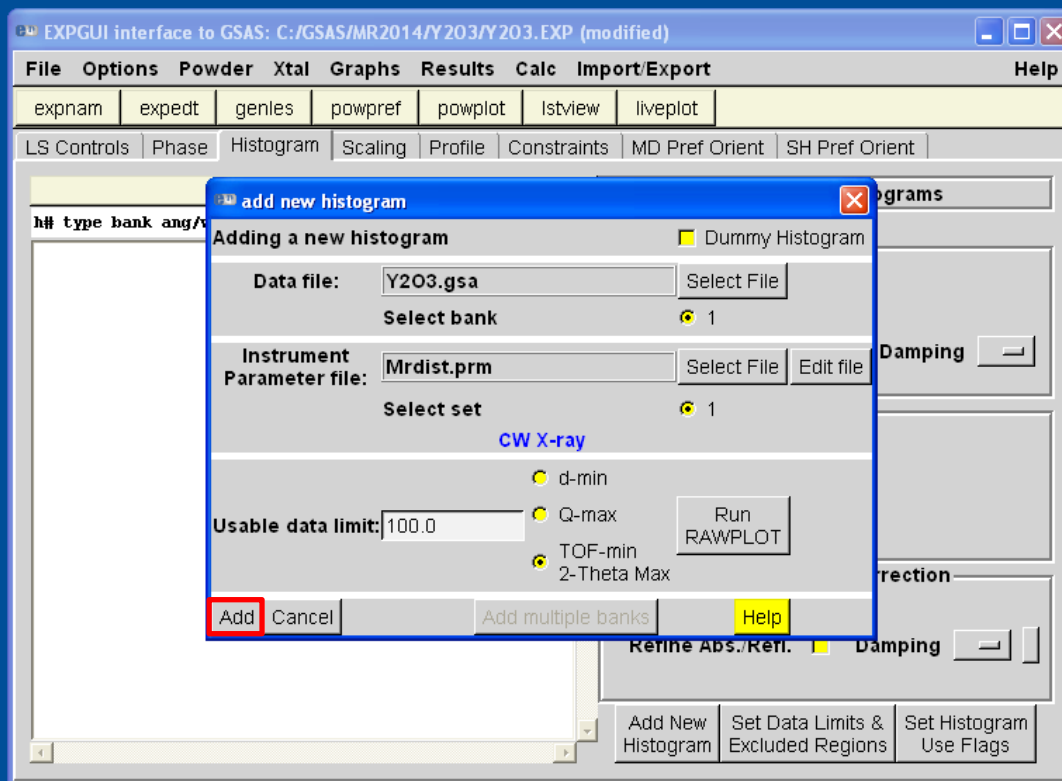 EXPGUI interface to GSAS: C:/GSAS/MR2014/Y2O3/Y2O3.EXP (modified)
File Options Powder Xtal Graphs Results Calc Import/Export Help
expnam expedt genles powpref powplot lstview liveplot
LS Controls Phase Histogram Scaling Profile Constraints MD Pref Orient SH Pref Orient
add new histogram
h# type bank
Adding a new histogram Dummy Histogram
Data file: Y2O3.gsa Select File
Select bank 1
Instrument
Parameter file: Mrdist.prm Select File Edit file
Damping
Select set 1
CW X-ray
d-min
Usable data limit: 100.0 Q-max Run
RAWPLOT
TOF-min
2-Theta Max
Add Cancel Add multiple banks Help
Refine Abs./Refl. Damping
Add New
Histogram
Set Data Limits &
Excluded Regions
Set Histogram
Use Flags